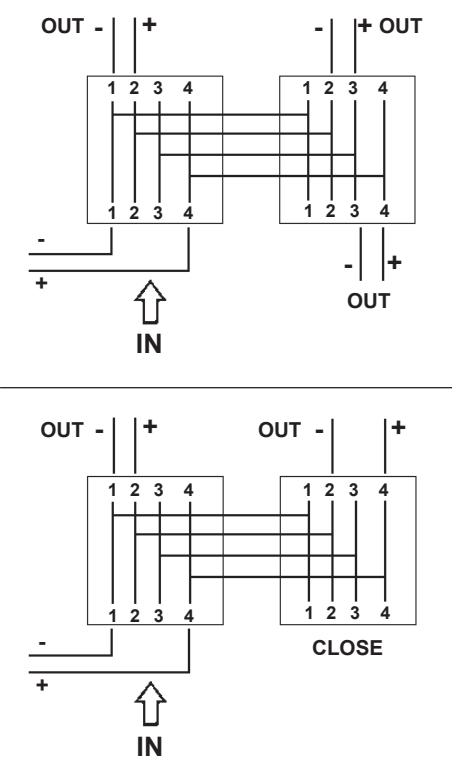 OUT - + - + OUT
1 2 3 4 1 2 3 4
1 2 3 4 1 2 3 4
-
+
- +
OUT
IN
OUT - + OUT - +
1 2 3 4 1 2 3 4
1 2 3 4 1 2 3 4
CLOSE
-
+
IN